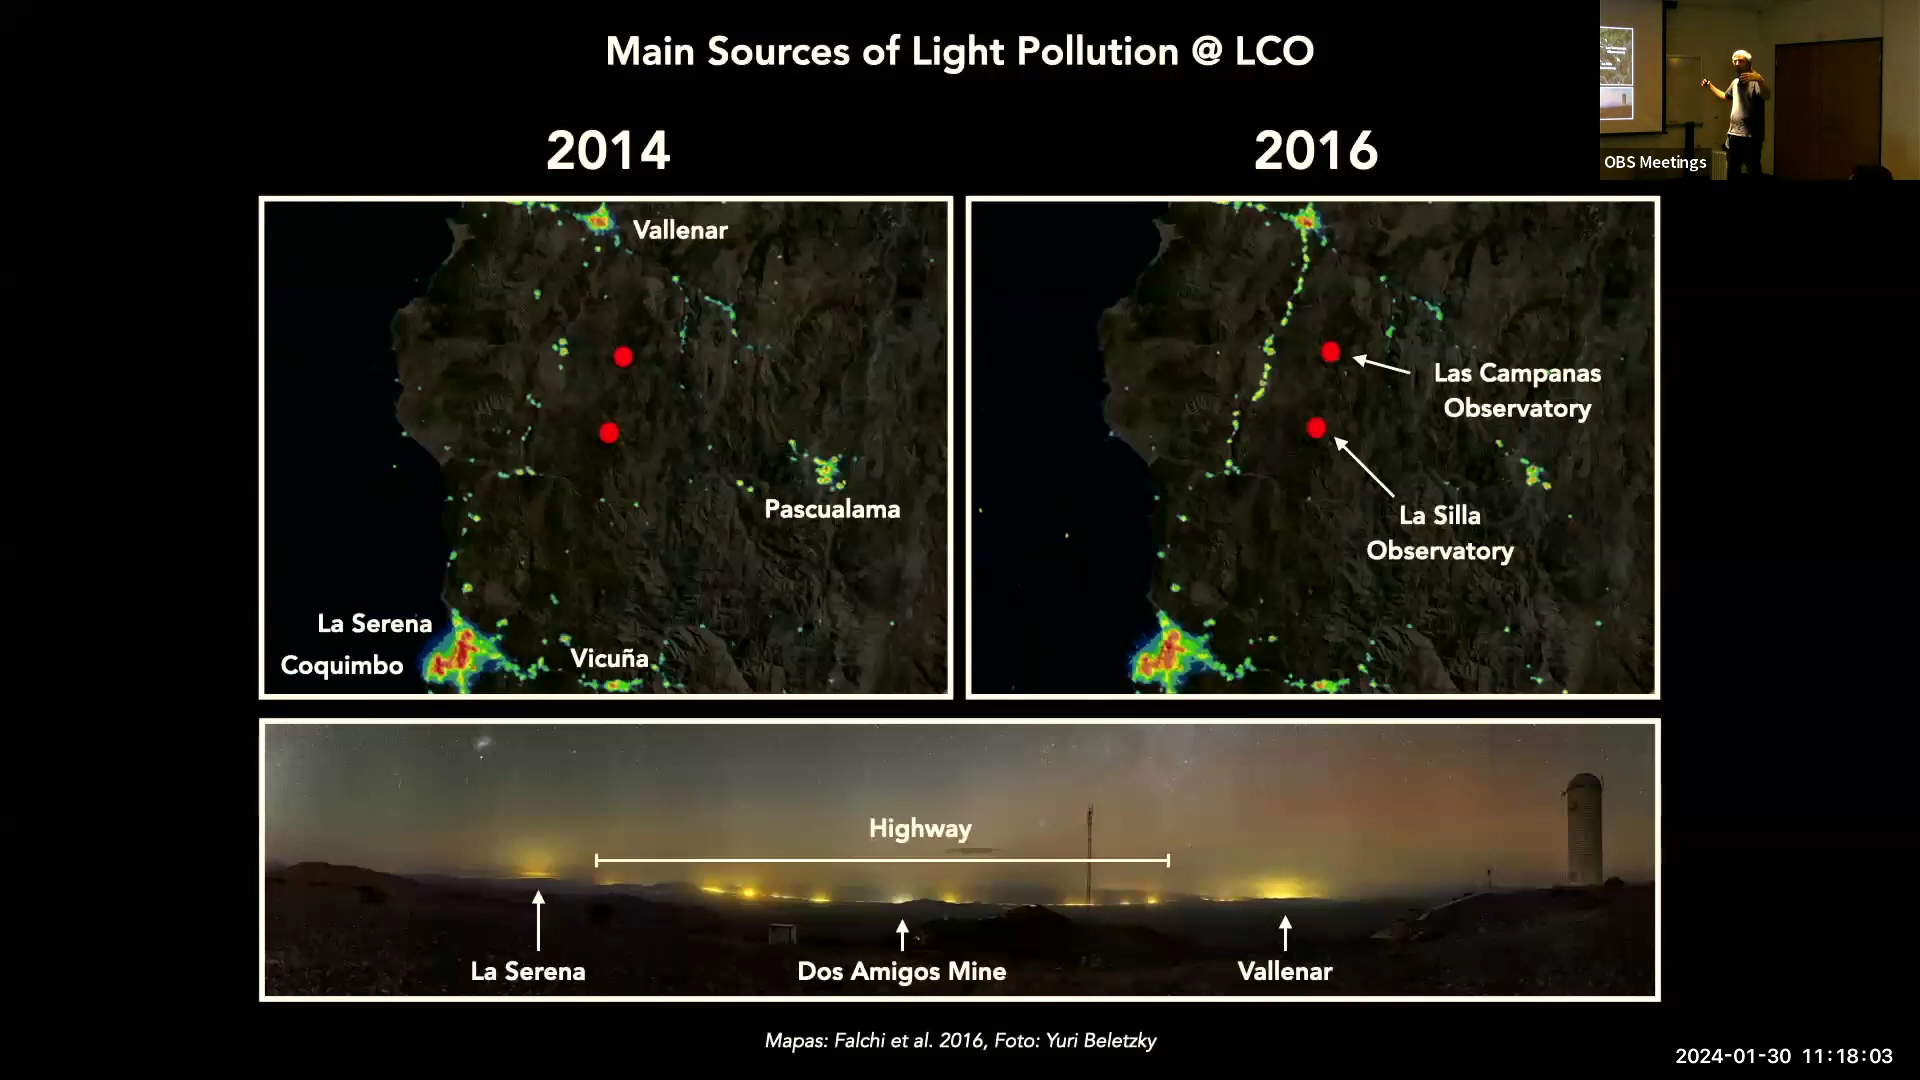 Main Sources of Light Pollution @ LCO
2014
2016
OBS Meetings
Vallenar
Pascualama
La Serena
Coquimbo
Vicuña
Las Campanas
Observatory
La Silla
Observatory
Highway
La Serena
Dos Amigos Mine
Vallenar
Mapas: Falchi et al. 2016, Foto: Yuri Beletzky
2024-01-30 11:18:03